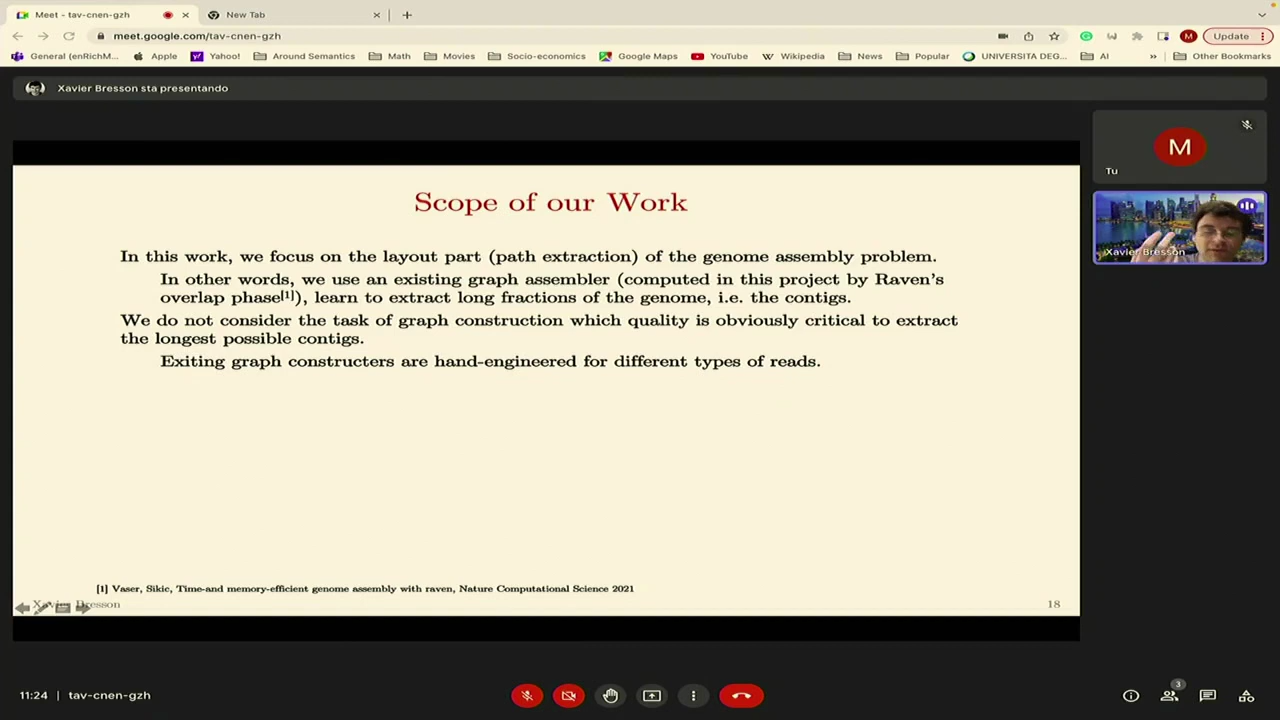 Meet - tav-cnen-gzh
New Tab
meet.google.com/tav-cnen-gzh
M
Update
General (enRichM...
Apple
Yahoo!
Around Semantics
Math
Movies
Socio-economics
Google Maps
YouTube
Wikipedia
News
Popular
UNIVERSITA DEG...
AI
»
Other Bookmarks
Xavier Bresson sta presentando
M
Tu
Xavier Bresson
Scope of our Work
In this work, we focus on the layout part (path extraction) of the genome assembly problem.
In other words, we use an existing graph assembler (computed in this project by Raven's
overlap phase[1]), learn to extract long fractions of the genome, i.e. the contigs.
We do not consider the task of graph construction which quality is obviously critical to extract
the longest possible contigs.
Exiting graph constructers are hand-engineered for different types of reads.
[1] Vaser, Sikic, Time-and memory-efficient genome assembly with raven, Nature Computational Science 2021
Xavier Bresson
18
11:24 | tav-cnen-gzh
3